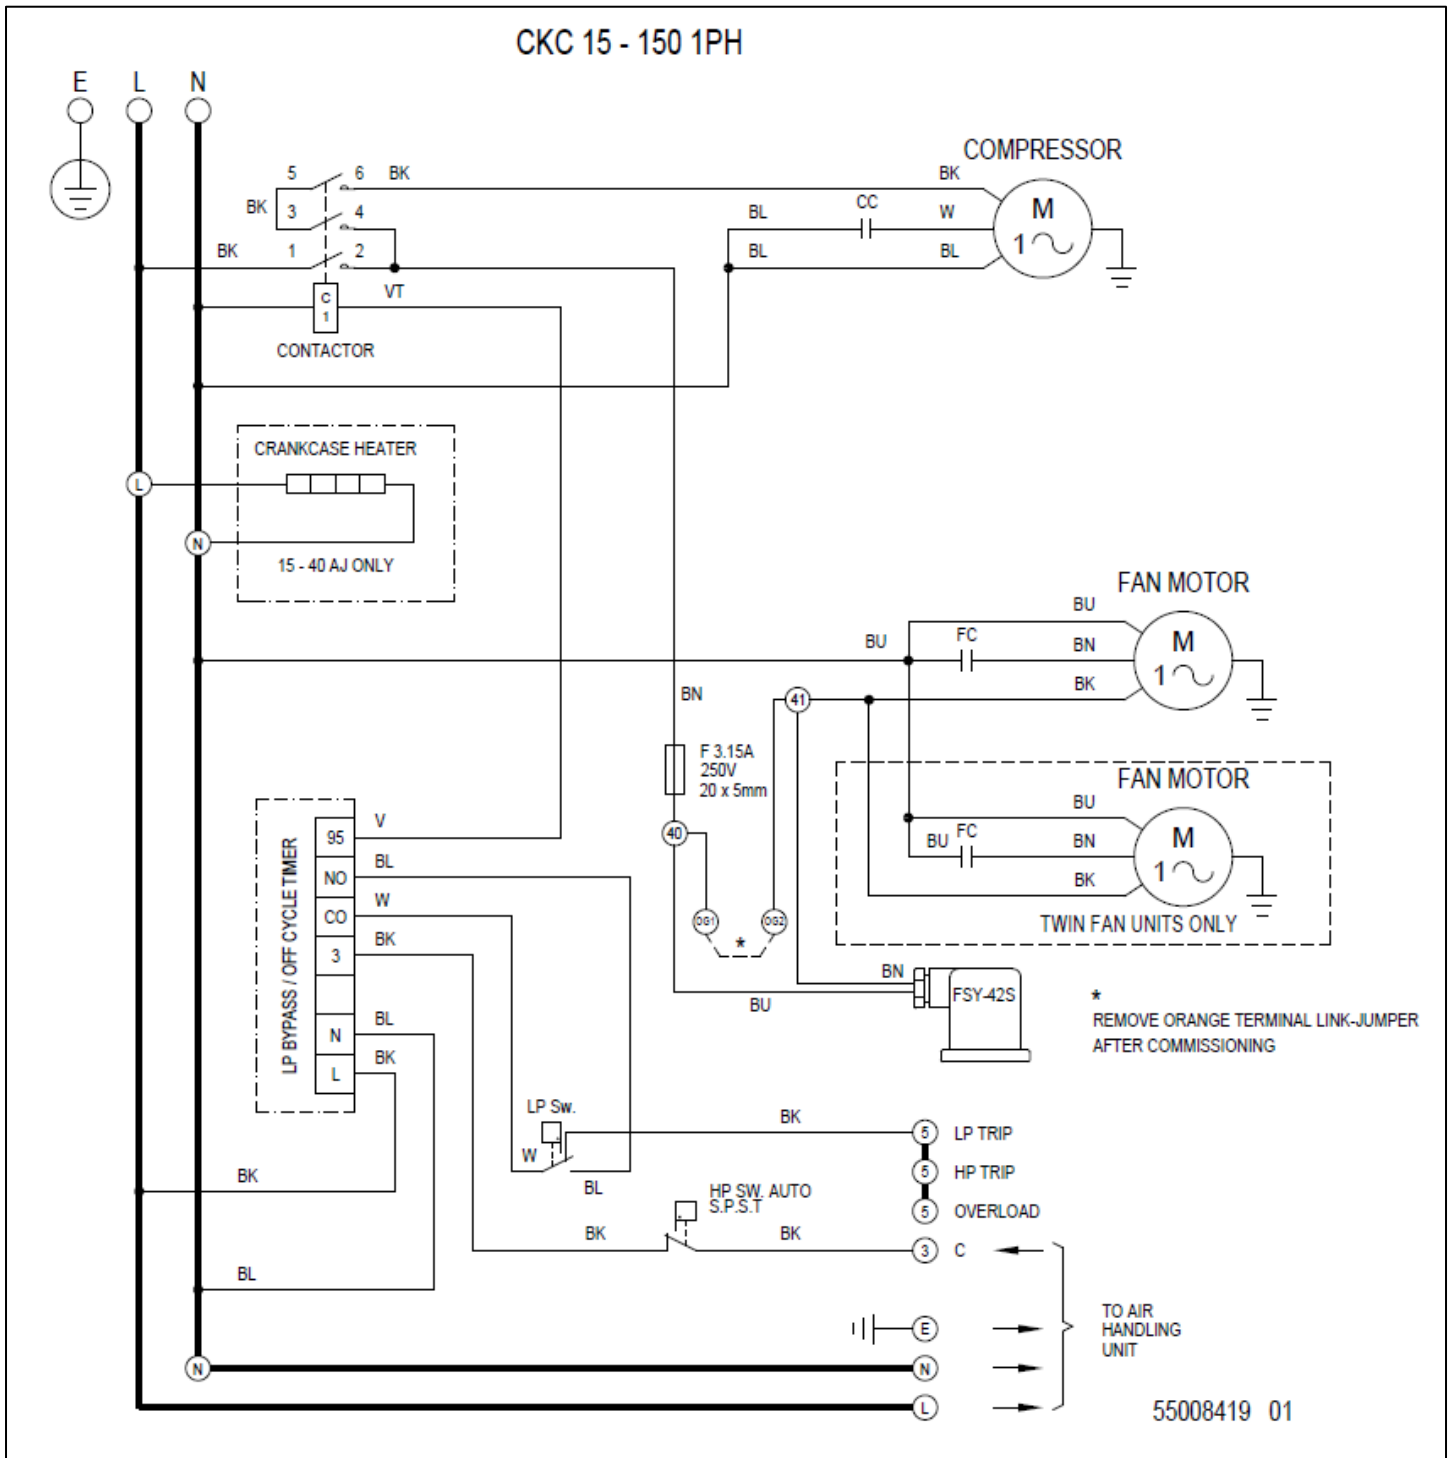 CKC 15 - 150 1PH
E L N
COMPRESSOR
5 6 BK
BK
BK 3 4
BL CC W
M
1
BK 1 2
BL BL
VT
C
1
CONTACTOR
CRANKCASE HEATER
L
N
15 - 40 AJ ONLY
FAN MOTOR
BU
BU FC BN
M
1
BK
BN
41
F 3.15A
250V
20 x 5mm
FAN MOTOR
BU
BU FC BN
M
1
BK
TWIN FAN UNITS ONLY
40
OG1 OG2
*
LP BYPASS / OFF CYCLE TIMER
95 V
NO BL
CO W
3 BK
N BL
L BK
BN
BU
FSY-42S
*
REMOVE ORANGE TERMINAL LINK-JUMPER
AFTER COMMISSIONING
LP Sw.
BK
W
BL
5 LP TRIP
5 HP TRIP
5 OVERLOAD
BK
HP SW. AUTO
S.P.S.T
BK BK
3 C
BL
E
N N
L
TO AIR
HANDLING
UNIT
55008419 01